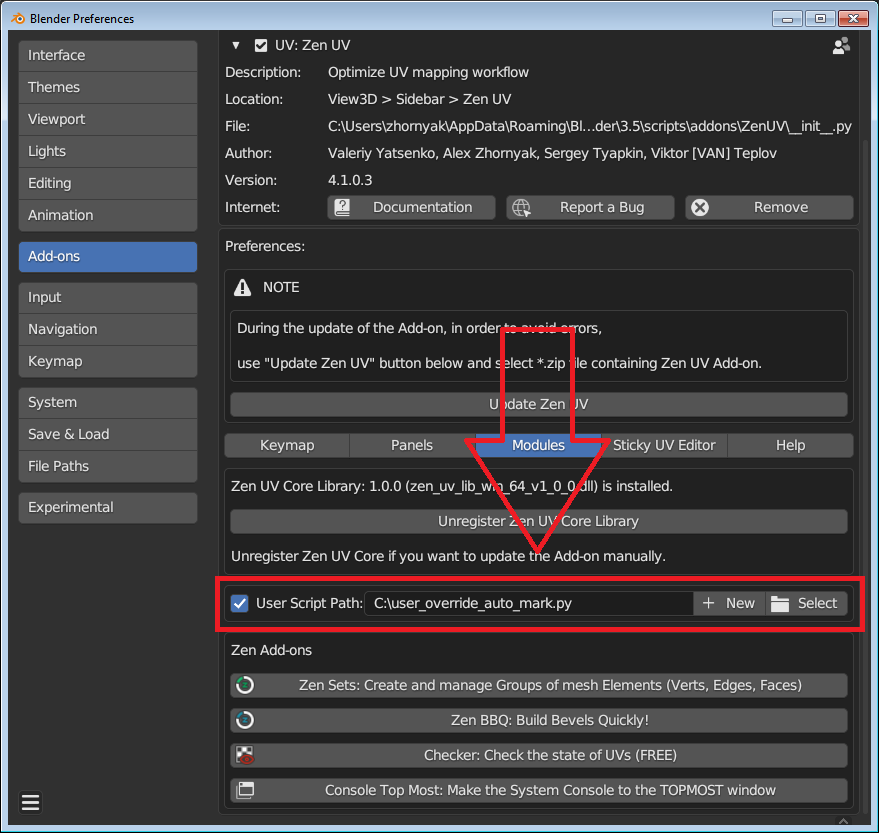 Blender Preferences
Interface
Themes
Viewport
Lights
Editing
Animation
Add-ons
Input
Navigation
Keymap
System
Save & Load
File Paths
Experimental
UV: Zen UV
Description: Optimize UV mapping workflow
Location: View3D > Sidebar > Zen UV
File: C:\Users\zhornyak\AppData\Roaming\Bl...der\3.5\scripts\addons\ZenUV\__init__.py
Author: Valeriy Yatsenko, Alex Zhornyak, Sergey Tyapkin, Viktor [VAN] Teplov
Version: 4.1.0.3
Internet: Documentation Report a Bug Remove
Preferences:
NOTE
During the update of the Add-on, in order to avoid errors,
use "Update Zen UV" button below and select *.zip file containing Zen UV Add-on.
Update Zen UV
Keymap Panels Modules Sticky UV Editor Help
Zen UV Core Library: 1.0.0 (zen_uv_lib_win_64_v1_0_0.dll) is installed.
Unregister Zen UV Core Library
Unregister Zen UV Core if you want to update the Add-on manually.
User Script Path: C:\user_override_auto_mark.py New Select
Zen Add-ons
Zen Sets: Create and manage Groups of mesh Elements (Verts, Edges, Faces)
Zen BBQ: Build Bevels Quickly!
Checker: Check the state of UVs (FREE)
Console Top Most: Make the System Console to the TOPMOST window